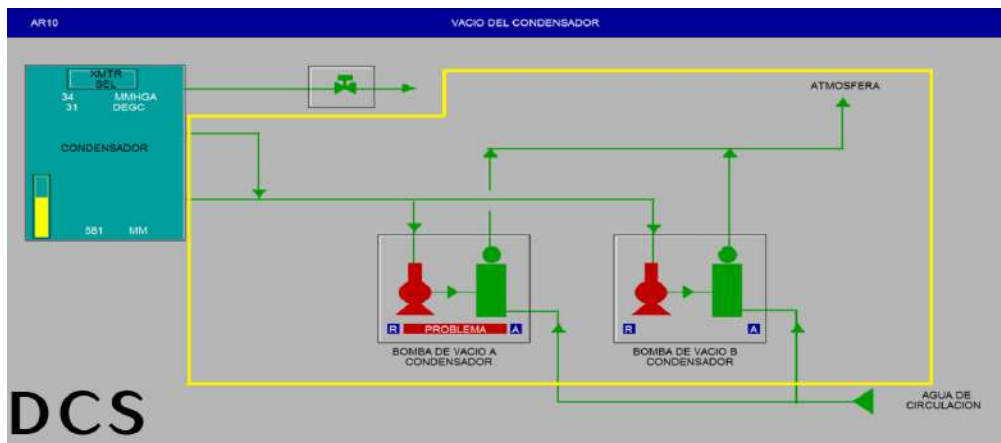 AR10
VACIO DEL CONDENSADOR
XMTR
SEL
34 MMHGA
31 DEGC
CONDENSADOR
561 MM
ATMOSFERA
R PROBLEMA A
BOMBA DE VACIO A
CONDENSADOR
R A
BOMBA DE VACIO B
CONDENSADOR
AGUA DE
CIRCULACION
DCS